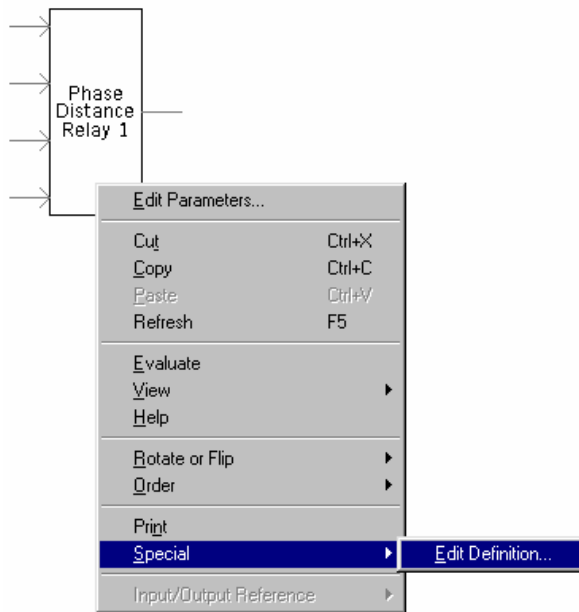 Phase
Distance
Relay 1
Edit Parameters...
Cut Ctrl+X
Copy Ctrl+C
Paste Ctrl+V
Refresh F5
Evaluate
View
Help
Rotate or Flip
Order
Print
Special Edit Definition...
Input/Output Reference